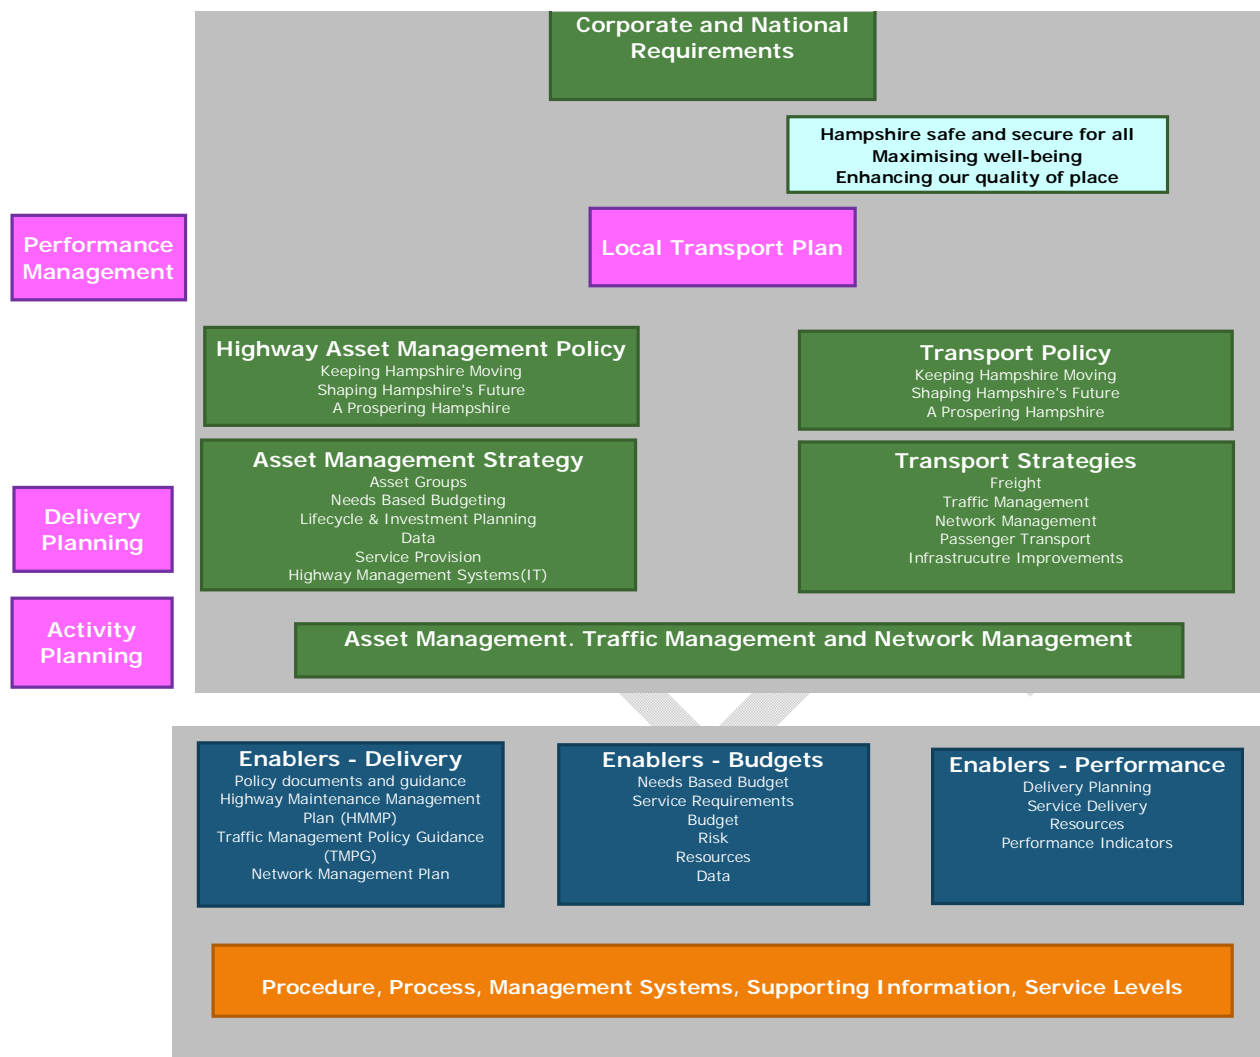 Corporate and National
Requirements
Hampshire safe and secure for all
Maximising well-being
Enhancing our quality of place
Performance
Management
Local Transport Plan
Highway Asset Management Policy
Keeping Hampshire Moving
Shaping Hampshire's Future
A Prospering Hampshire
Transport Policy
Keeping Hampshire Moving
Shaping Hampshire's Future
A Prospering Hampshire
Asset Management Strategy
Asset Groups
Needs Based Budgeting
Lifecycle & Investment Planning
Data
Service Provision
Highway Management Systems(IT)
Transport Strategies
Freight
Traffic Management
Network Management
Passenger Transport
Infrastrucutre Improvements
Delivery
Planning
Activity
Planning
Asset Management. Traffic Management and Network Management
Enablers - Delivery
Policy documents and guidance
Highway Maintenance Management
Plan (HMMP)
Traffic Management Policy Guidance
(TMPG)
Network Management Plan
Enablers - Budgets
Needs Based Budget
Service Requirements
Budget
Risk
Resources
Data
Enablers - Performance
Delivery Planning
Service Delivery
Resources
Performance Indicators
Procedure, Process, Management Systems, Supporting Information, Service Levels